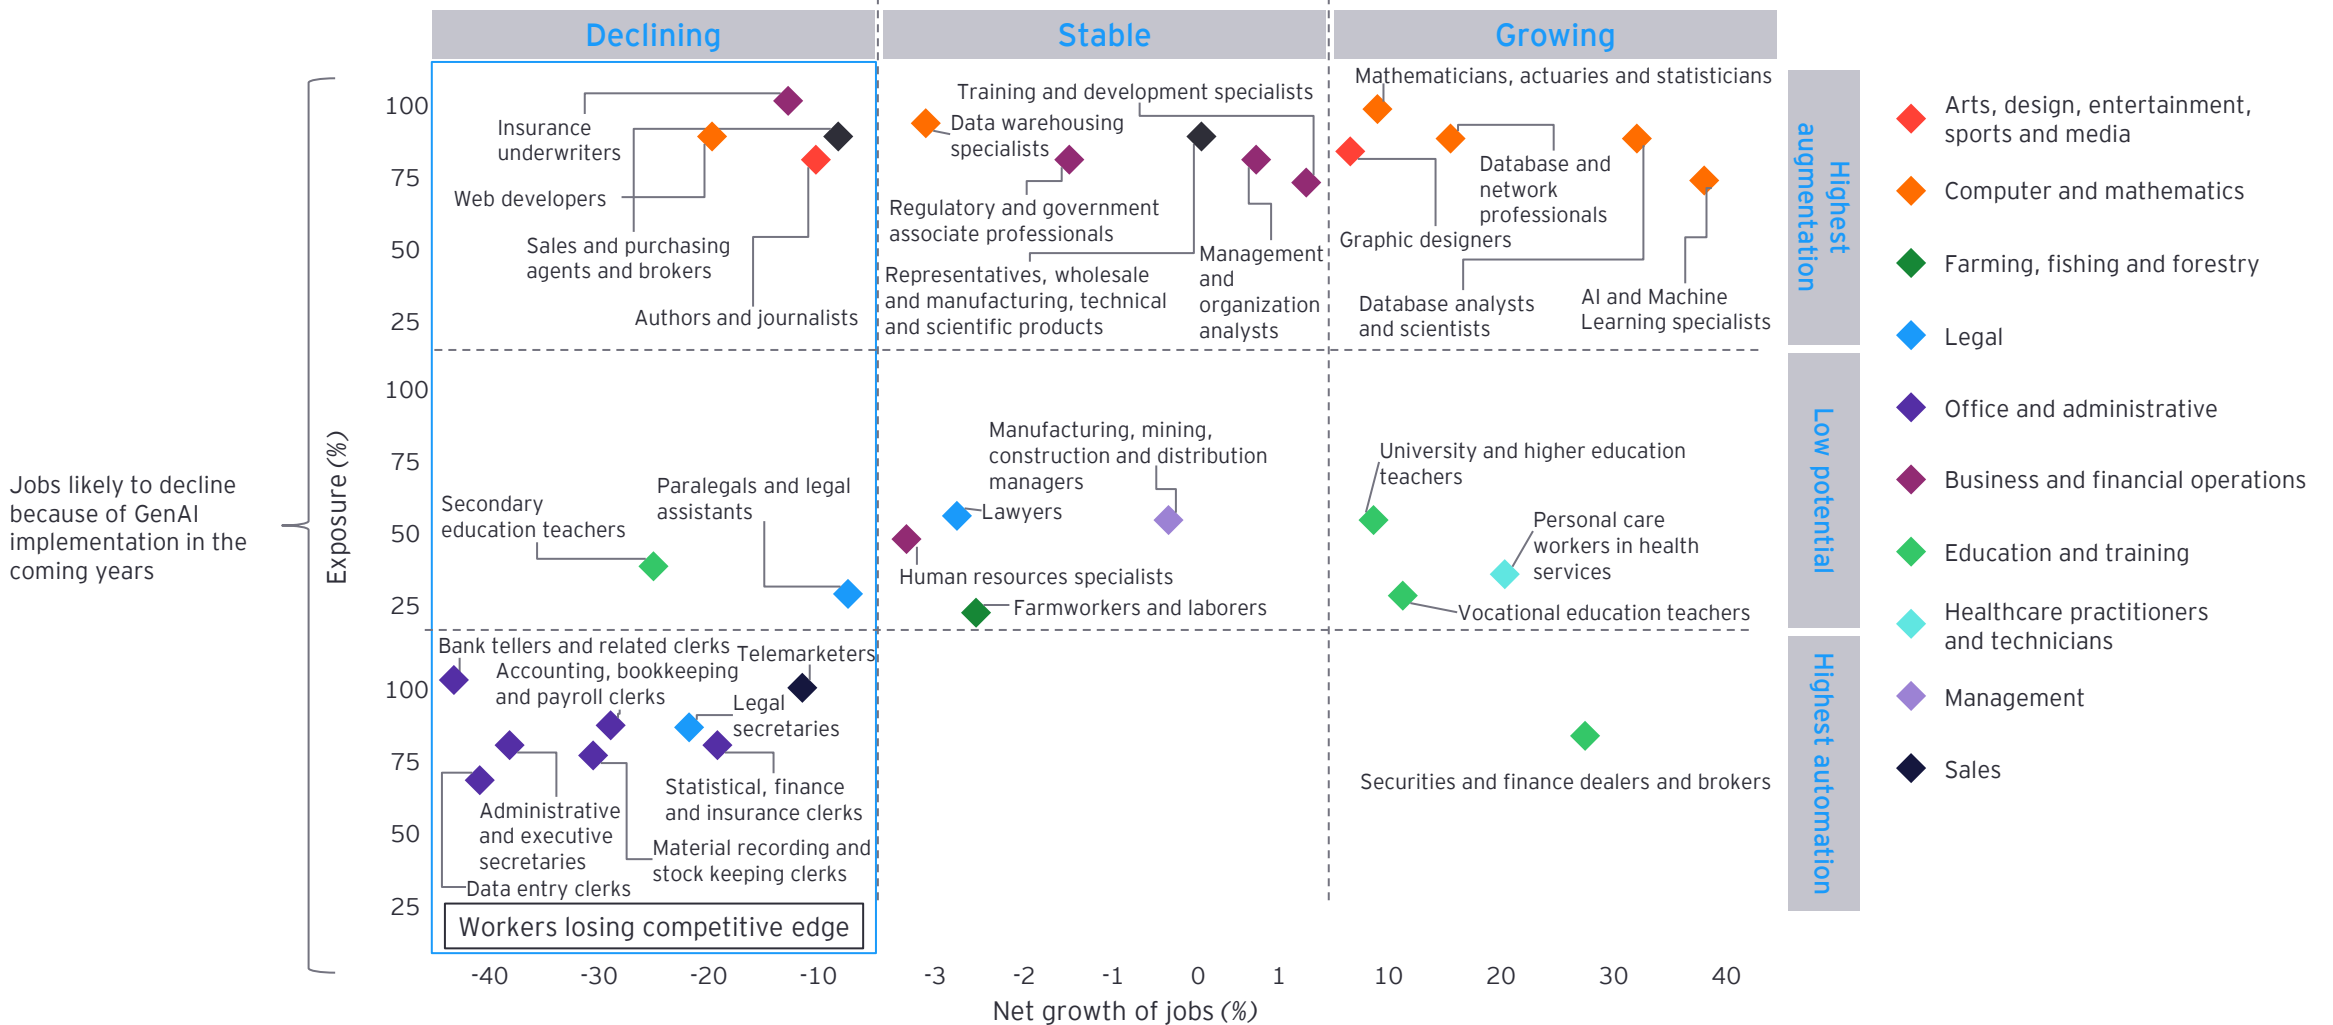 Declining
Stable
Growing
100
75
50
25
Insurance
underwriters
Web developers
Sales and purchasing
agents and brokers
Authors and journalists
Training and development specialists
Data warehousing
specialists
Regulatory and government
associate professionals
Representatives, wholesale
and manufacturing, technical
and scientific products
Management
and
organization
analysts
Mathematicians, actuaries and statisticians
Database and
network
professionals
Graphic designers
Database analysts
and scientists
AI and Machine
Learning specialists
Highest
augmentation
Jobs likely to decline
because of GenAI
implementation in the
coming years
Exposure (%)
100
75
50
25
Secondary
education teachers
Paralegals and legal
assistants
Manufacturing, mining,
construction and distribution
managers
Lawyers
Human resources specialists
Farmworkers and laborers
University and higher education
teachers
Personal care
workers in health
services
Vocational education teachers
Low potential
100
75
50
25
Bank tellers and related clerks
Telemarketers
Accounting, bookkeeping
and payroll clerks
Legal
secretaries
Statistical, finance
and insurance clerks
Administrative
and executive
secretaries
Material recording and
stock keeping clerks
Data entry clerks
Workers losing competitive edge
Securities and finance dealers and brokers
Highest automation
-40
-30
-20
-10
-3
-2
-1
0
1
10
20
30
40
Net growth of jobs (%)
Arts, design, entertainment,
sports and media
Computer and mathematics
Farming, fishing and forestry
Legal
Office and administrative
Business and financial operations
Education and training
Healthcare practitioners
and technicians
Management
Sales